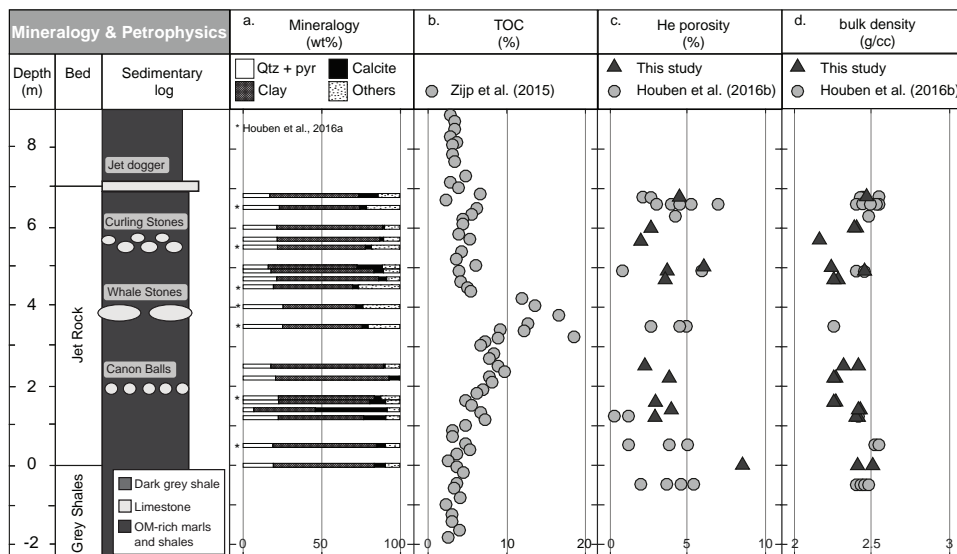 Mineralogy & Petrophysics
a.
Mineralogy
(wt%)
b.
TOC
(%)
c.
He porosity
(%)
d.
bulk density
(g/cc)
Depth
(m)
Bed
Sedimentary
log
Qtz + pyr
Calcite
Clay
Others
Zijp et al. (2015)
This study
Houben et al. (2016b)
This study
Houben et al. (2016b)
* Houben et al., 2016a
8
6
4
2
0
-2
Jet Rock
Grey Shales
Jet dogger
Curling Stones
Whale Stones
Canon Balls
Dark grey shale
Limestone
OM-rich marls
and shales
*
*
*
*
*
*
*
0
50
100
0
10
20
0
5
10
2
2.5
3